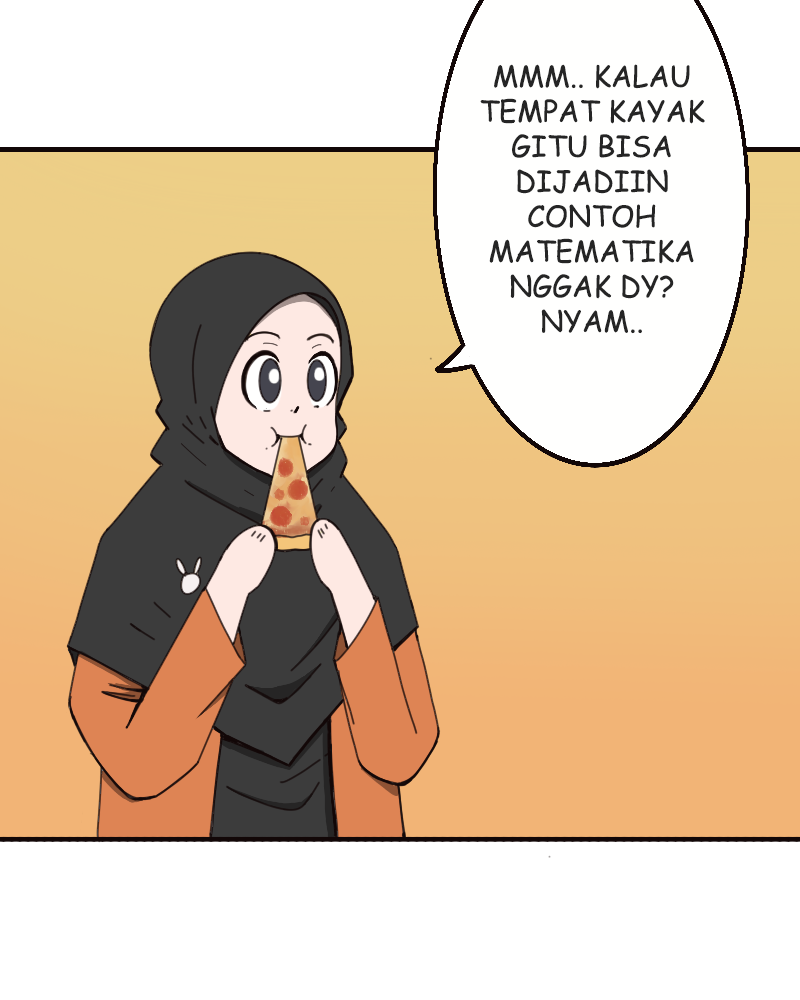 MMM.. KALAU
TEMPAT KAYAK
GITU BISA
DIJADIIN
CONTOH
MATEMATIKA
NGGAK DY?
NYAM..